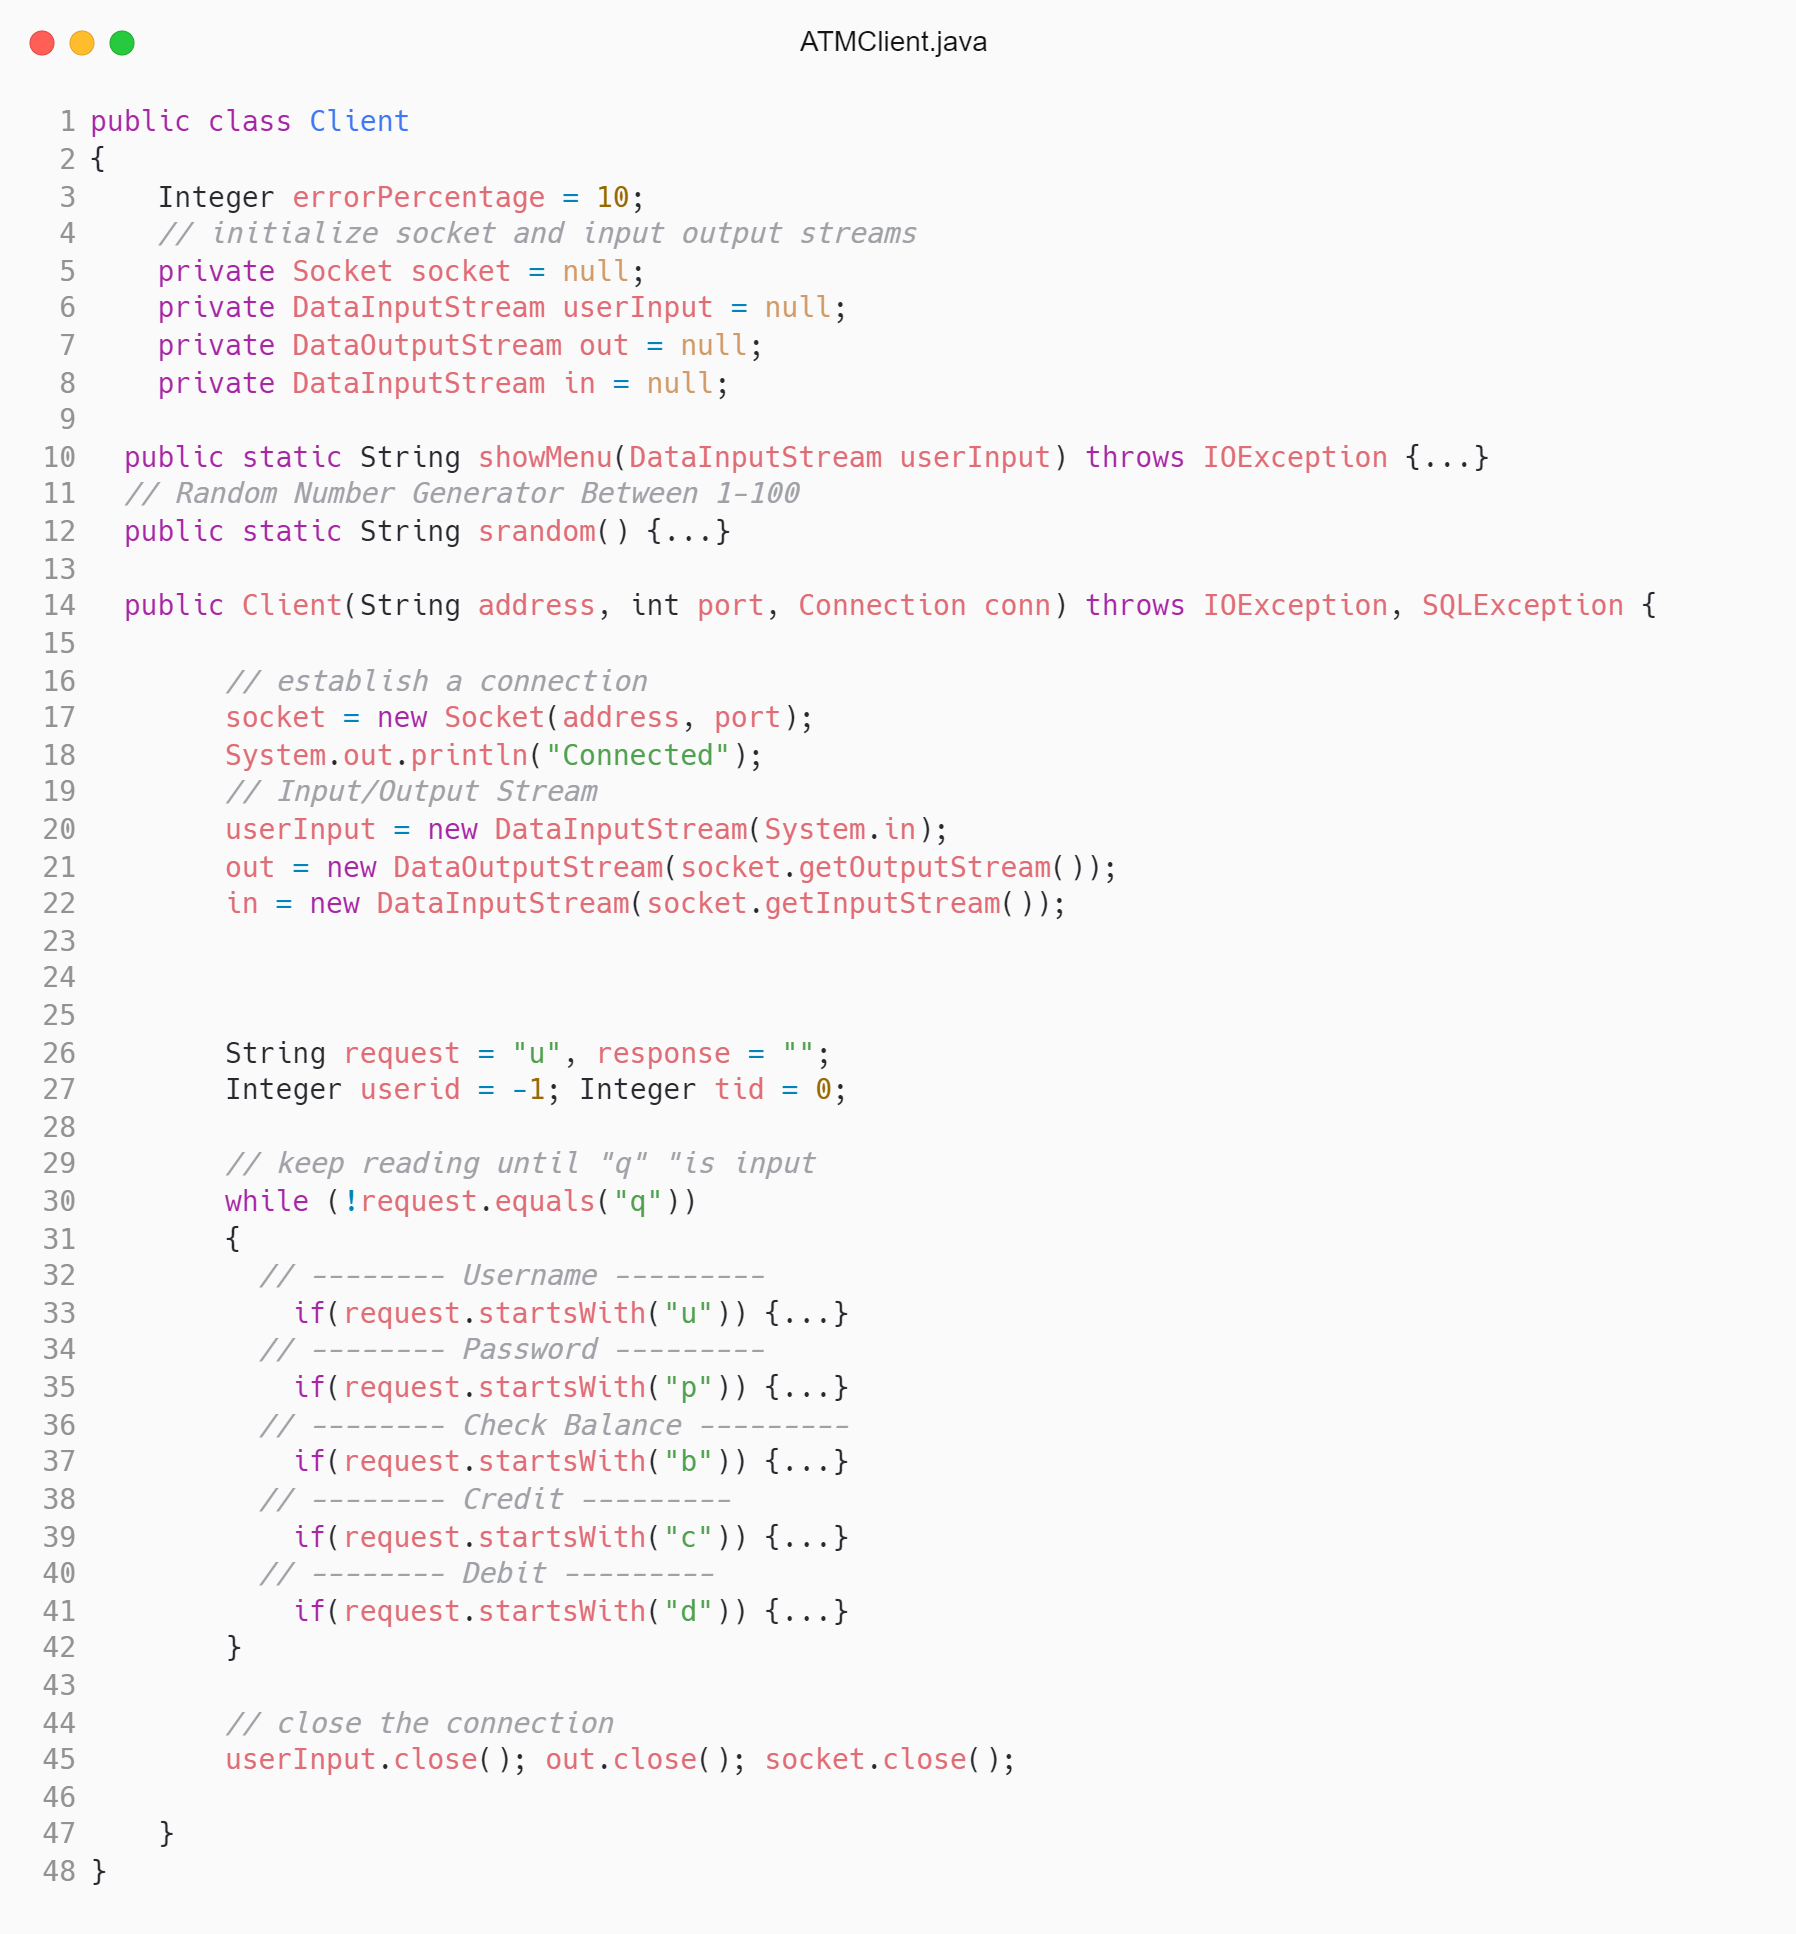 ATMClient.java
1 public class Client
2 {
3     Integer errorPercentage = 10;
4     // initialize socket and input output streams
5     private Socket socket = null;
6     private DataInputStream userInput = null;
7     private DataOutputStream out = null;
8     private DataInputStream in = null;
9
10   public static String showMenu(DataInputStream userInput) throws IOException {...}
11   // Random Number Generator Between 1-100
12   public static String srandom() {...}
13
14   public Client(String address, int port, Connection conn) throws IOException, SQLException {
15
16         // establish a connection
17         socket = new Socket(address, port);
18         System.out.println("Connected");
19         // Input/Output Stream
20         userInput = new DataInputStream(System.in);
21         out = new DataOutputStream(socket.getOutputStream());
22         in = new DataInputStream(socket.getInputStream());
23
24
25
26         String request = "u", response = "";
27         Integer userid = -1; Integer tid = 0;
28
29         // keep reading until "q" "is input
30         while (!request.equals("q"))
31         {
32           // -------- Username ---------
33             if(request.startsWith("u")) {...}
34           // -------- Password ---------
35             if(request.startsWith("p")) {...}
36           // -------- Check Balance ---------
37             if(request.startsWith("b")) {...}
38           // -------- Credit ---------
39             if(request.startsWith("c")) {...}
40           // -------- Debit ---------
41             if(request.startsWith("d")) {...}
42         }
43
44         // close the connection
45         userInput.close(); out.close(); socket.close();
46
47     }
48 }